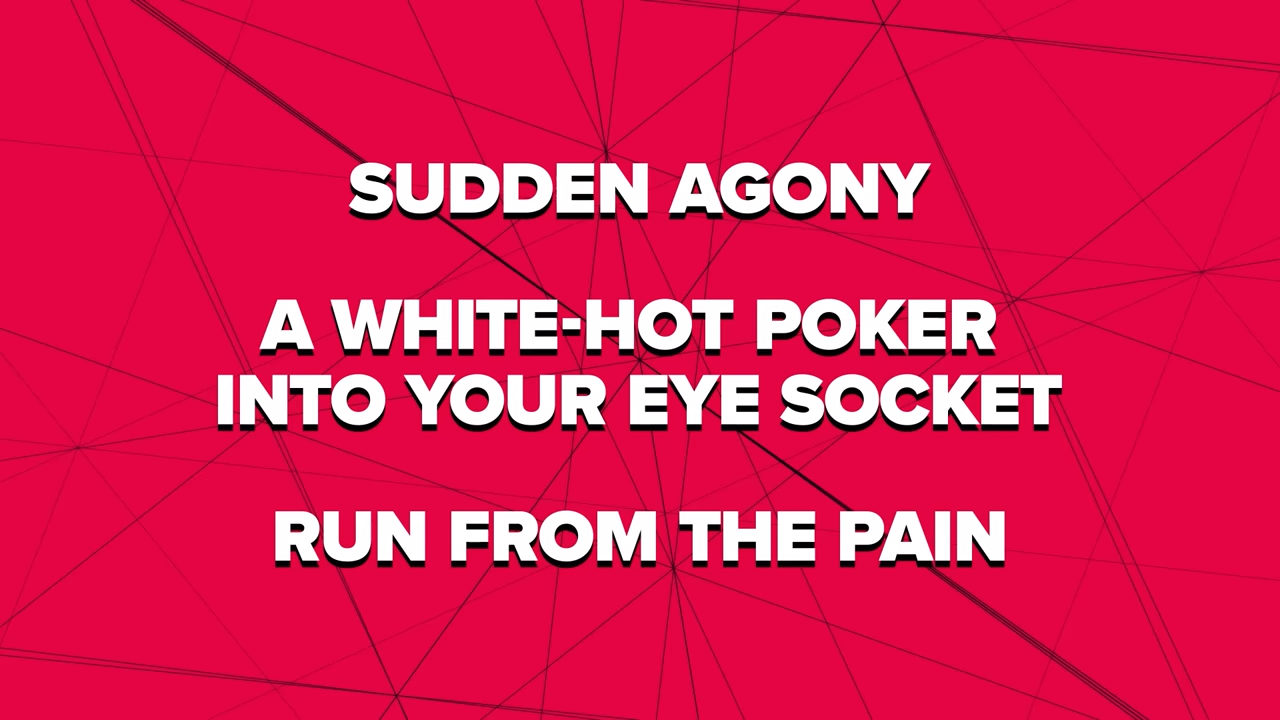 SUDDEN AGONY
A WHITE-HOT POKER
INTO YOUR EYE SOCKET
RUN FROM THE PAIN